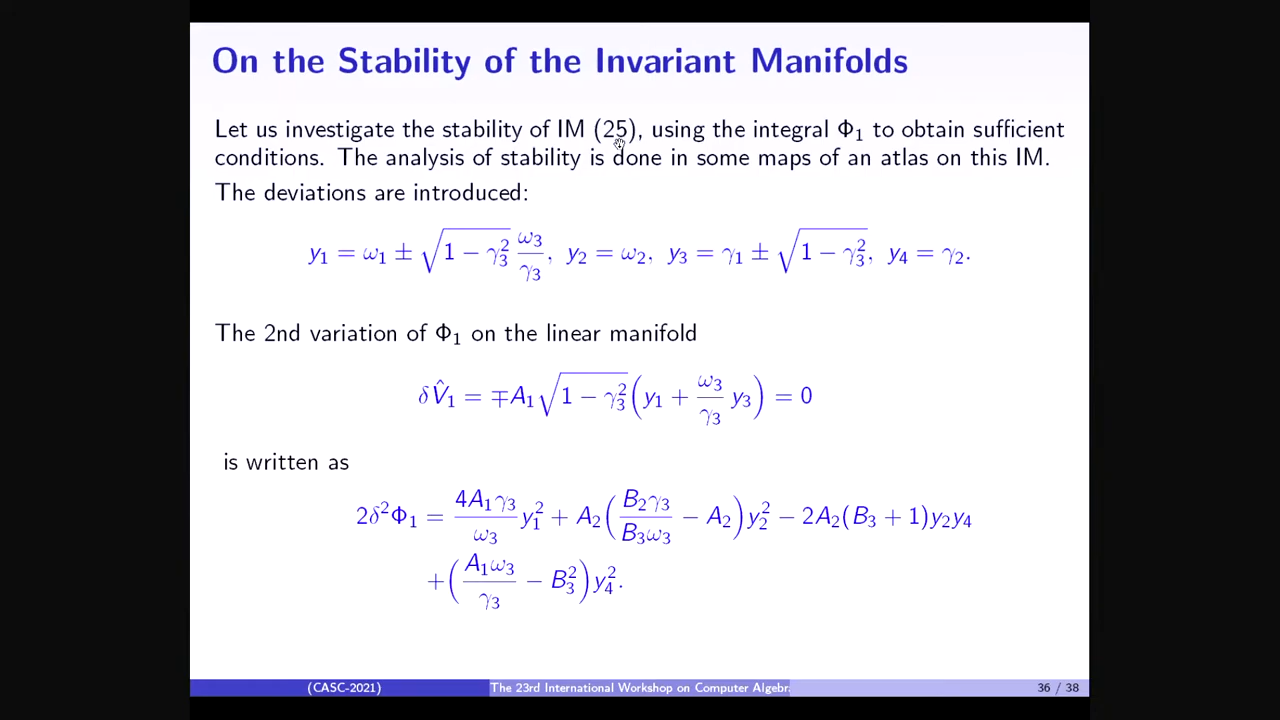 On the Stability of the Invariant Manifolds
Let us investigate the stability of IM (25), using the integral Φ₁ to obtain sufficient
conditions. The analysis of stability is done in some maps of an atlas on this IM.
The deviations are introduced:
y₁ = ω₁ ± √(1 − γ₃²) ω₃/γ₃, y₂ = ω₂, y₃ = γ₁ ± √(1 − γ₃²), y₄ = γ₂.
The 2nd variation of Φ₁ on the linear manifold
δV̂₁ = ∓A₁√(1 − γ₃²)(y₁ + ω₃/γ₃ y₃) = 0
is written as
2δ²Φ₁ = 4A₁γ₃/ω₃ y₁² + A₂(B₂γ₃/B₃ω₃ − A₂)y₂² − 2A₂(B₃ + 1)y₂y₄
+(A₁ω₃/γ₃ − B₃²)y₄².
(CASC-2021) The 23rd International Workshop on Computer Algebr 36 / 38